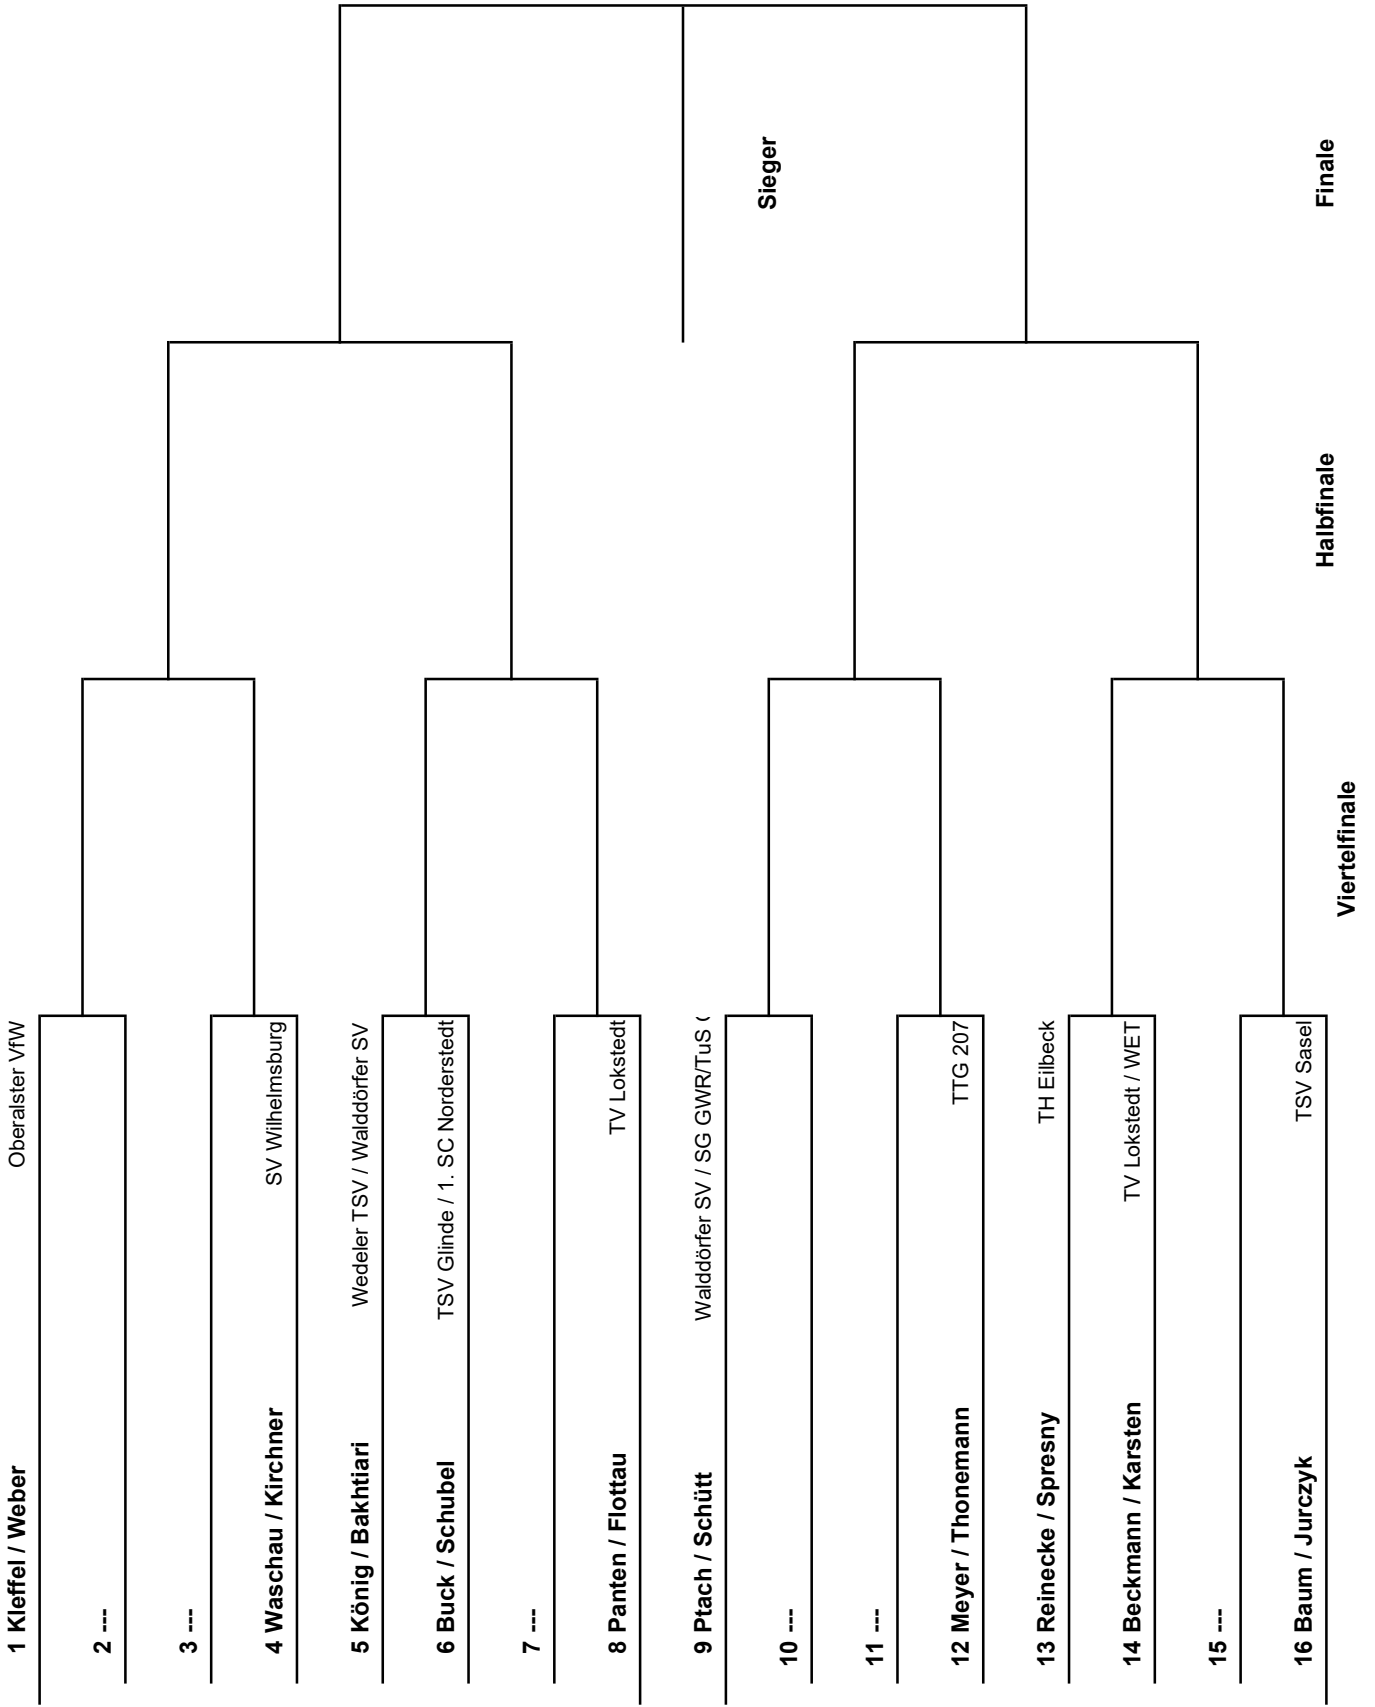 1 Kleffel / Weber Oberalster VfW
2 ---
3 ---
4 Waschau / Kirchner SV Wilhelmsburg
5 König / Bakhtiari Wedeler TSV / Walddörfer SV
6 Buck / Schubel TSV Glinde / 1. SC Norderstedt
7 ---
8 Panten / Flottau TV Lokstedt
9 Ptach / Schütt Walddörfer SV / SG GWR/TuS
10 ---
11 ---
12 Meyer / Thonemann TTG 207
13 Reinecke / Spresny TH Eilbeck
14 Beckmann / Karsten TV Lokstedt / WET
15 ---
16 Baum / Jurczyk TSV Sasel
Sieger
Viertelfinale
Halbfinale
Finale